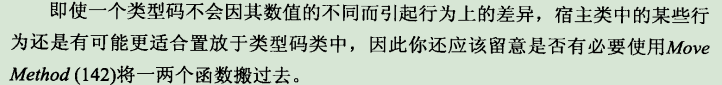 即使一个类型码不会因其数值的不同而引起行为上的差异，宿主类中的某些行
为还是有可能更适合置放于类型码类中，因此你还应该留意是否有必要使用Move
Method (142)将一两个函数搬过去。